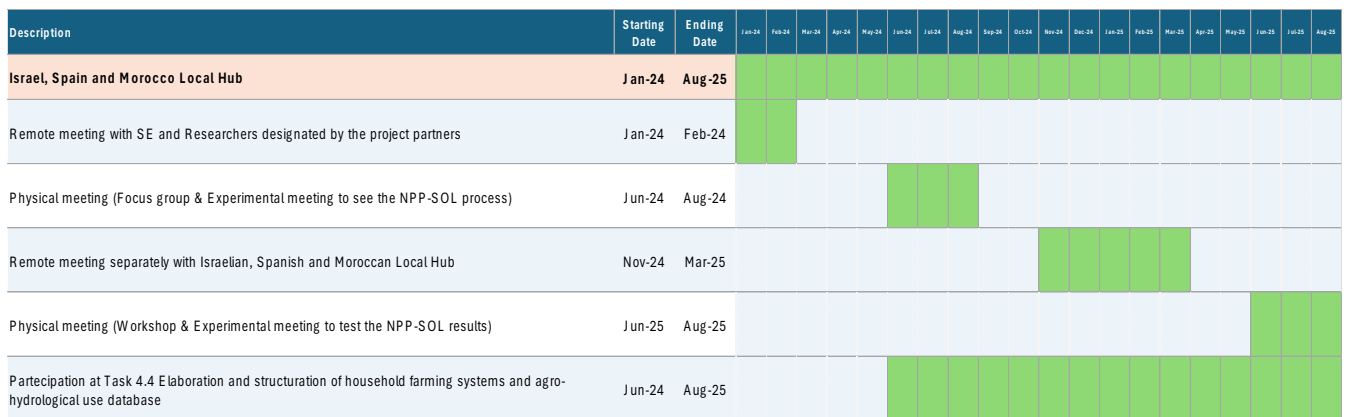 Description Starting Date Ending Date Jan-24 Feb-24 Mar-24 Apr-24 May-24 Jun-24 Jul-24 Aug-24 Sep-24 Oct-24 Nov-24 Dec-24 Jan-25 Feb-25 Mar-25 Apr-25 May-25 Jun-25 Jul-25 Aug-25
Israel, Spain and Morocco Local Hub Jan-24 Aug-25
Remote meeting with SE and Researchers designated by the project partners Jan-24 Feb-24
Physical meeting (Focus group & Experimental meeting to see the NPP-SOL process) Jun-24 Aug-24
Remote meeting separately with Israelian, Spanish and Moroccan Local Hub Nov-24 Mar-25
Physical meeting (Workshop & Experimental meeting to test the NPP-SOL results) Jun-25 Aug-25
Partecipation at Task 4.4 Elaboration and structuration of household farming systems and agro-
hydrological use database Jun-24 Aug-25